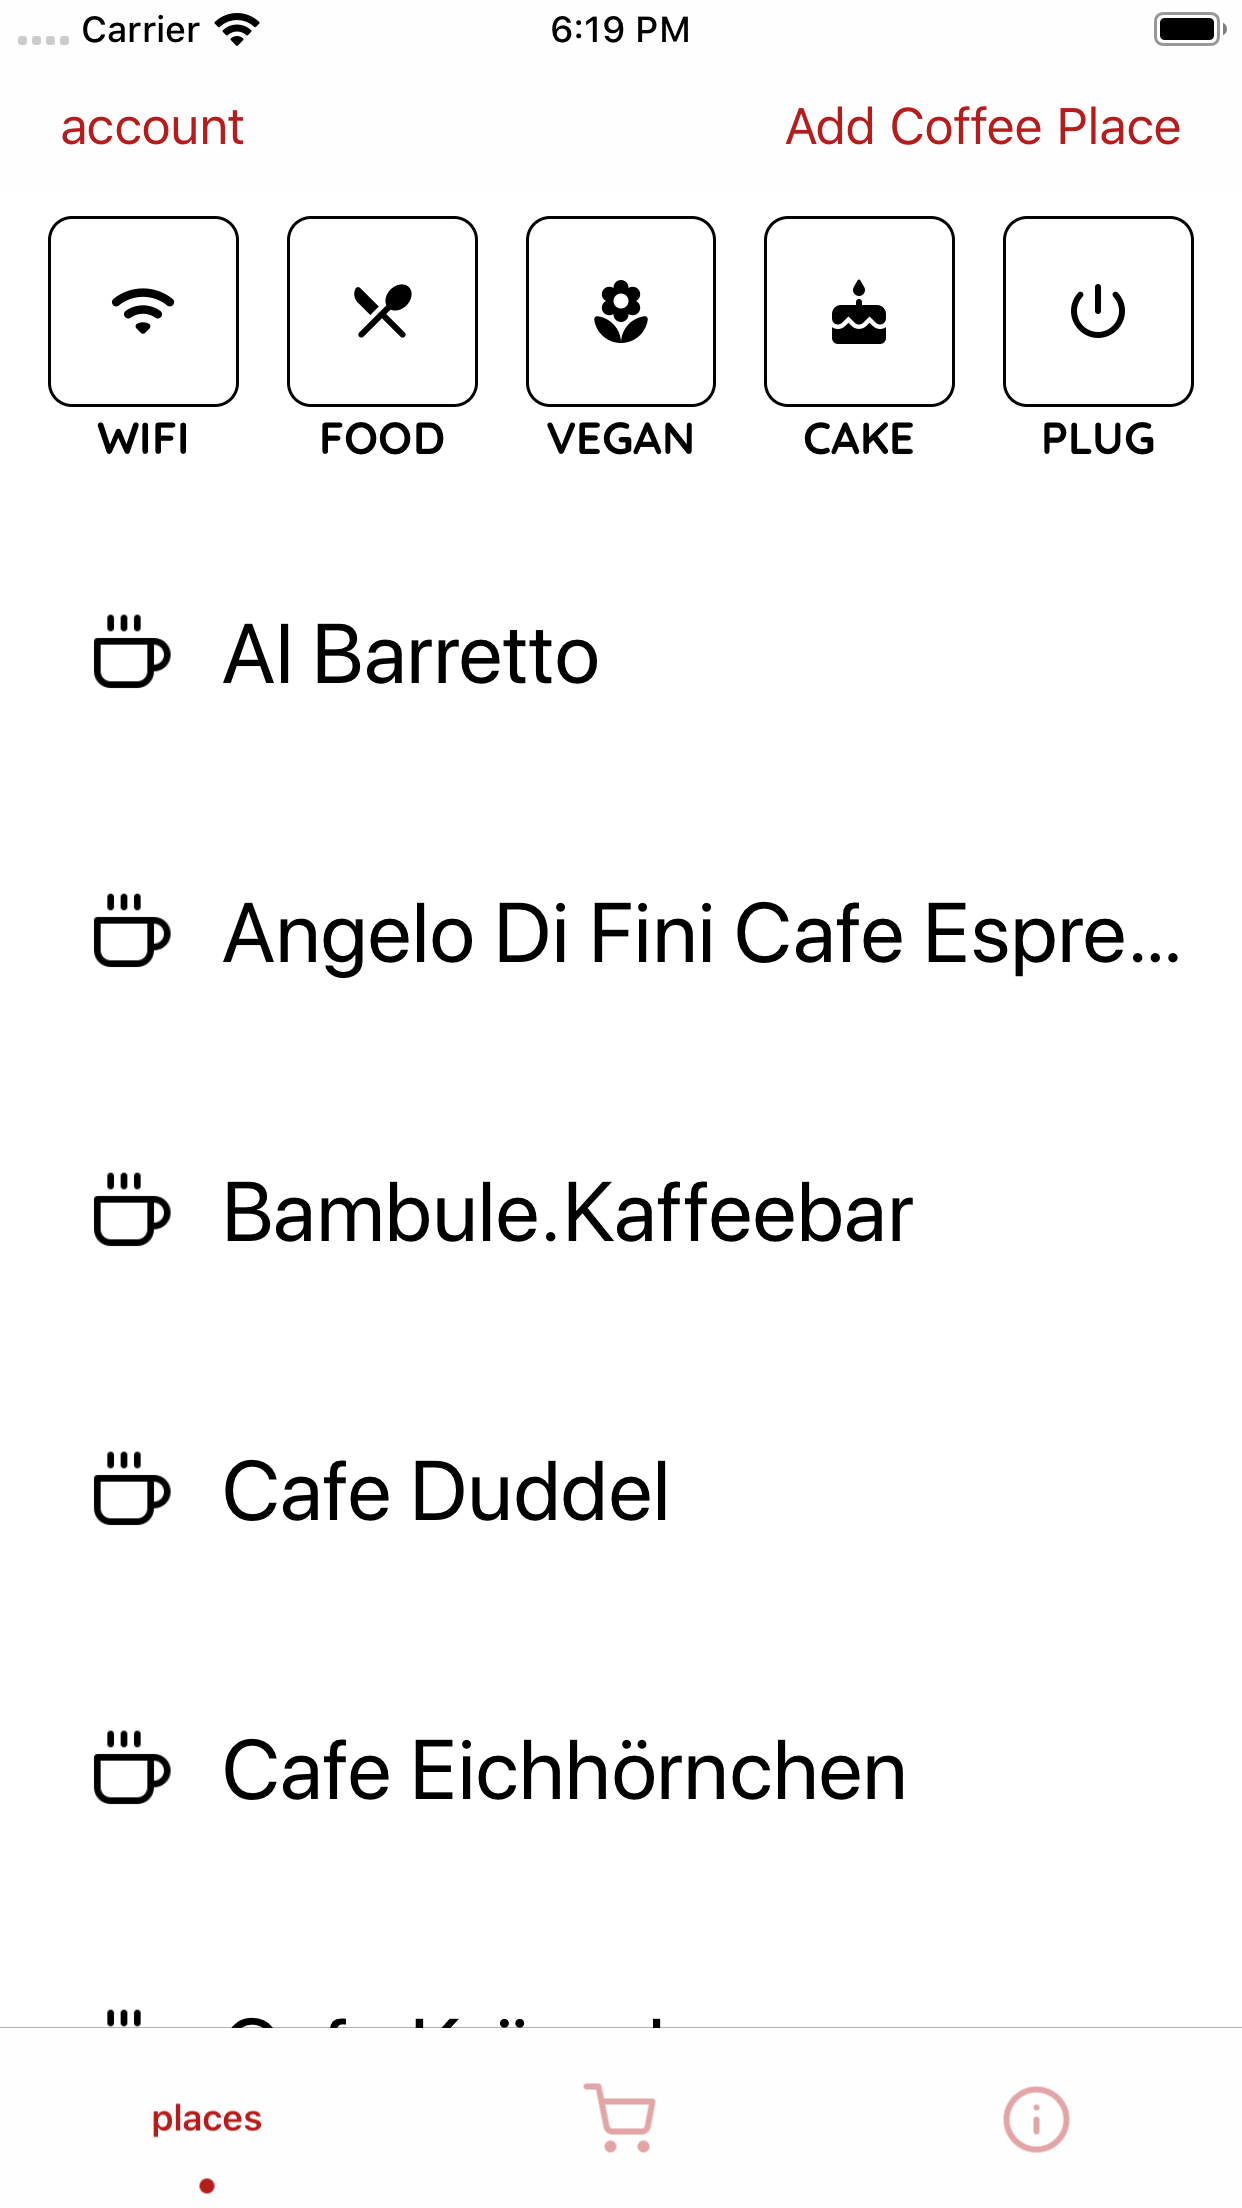 Carrier 6:19 PM
account Add Coffee Place
WIFI FOOD VEGAN CAKE PLUG
Al Barretto
Angelo Di Fini Cafe Espre...
Bambule.Kaffeebar
Cafe Duddel
Cafe Eichhörnchen
places